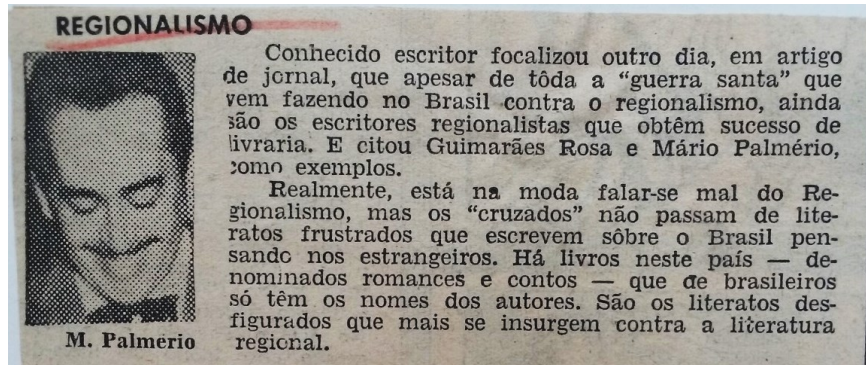 REGIONALISMO
Conhecido escritor focalizou outro dia, em artigo
de jornal, que apesar de tôda a “guerra santa” que
vem fazendo no Brasil contra o regionalismo, ainda
são os escritores regionalistas que obtêm sucesso de
livraria. E citou Guimarães Rosa e Mário Palmério,
como exemplos.
Realmente, está na moda falar-se mal do Re-
gionalismo, mas os “cruzados” não passam de lite-
ratos frustrados que escrevem sôbre o Brasil pen-
sando nos estrangeiros. Há livros neste país — de-
nominados romances e contos — que de brasileiros
só têm os nomes dos autores. São os literatos des-
figurados que mais se insurgem contra a literatura
regional.
M. Palmério